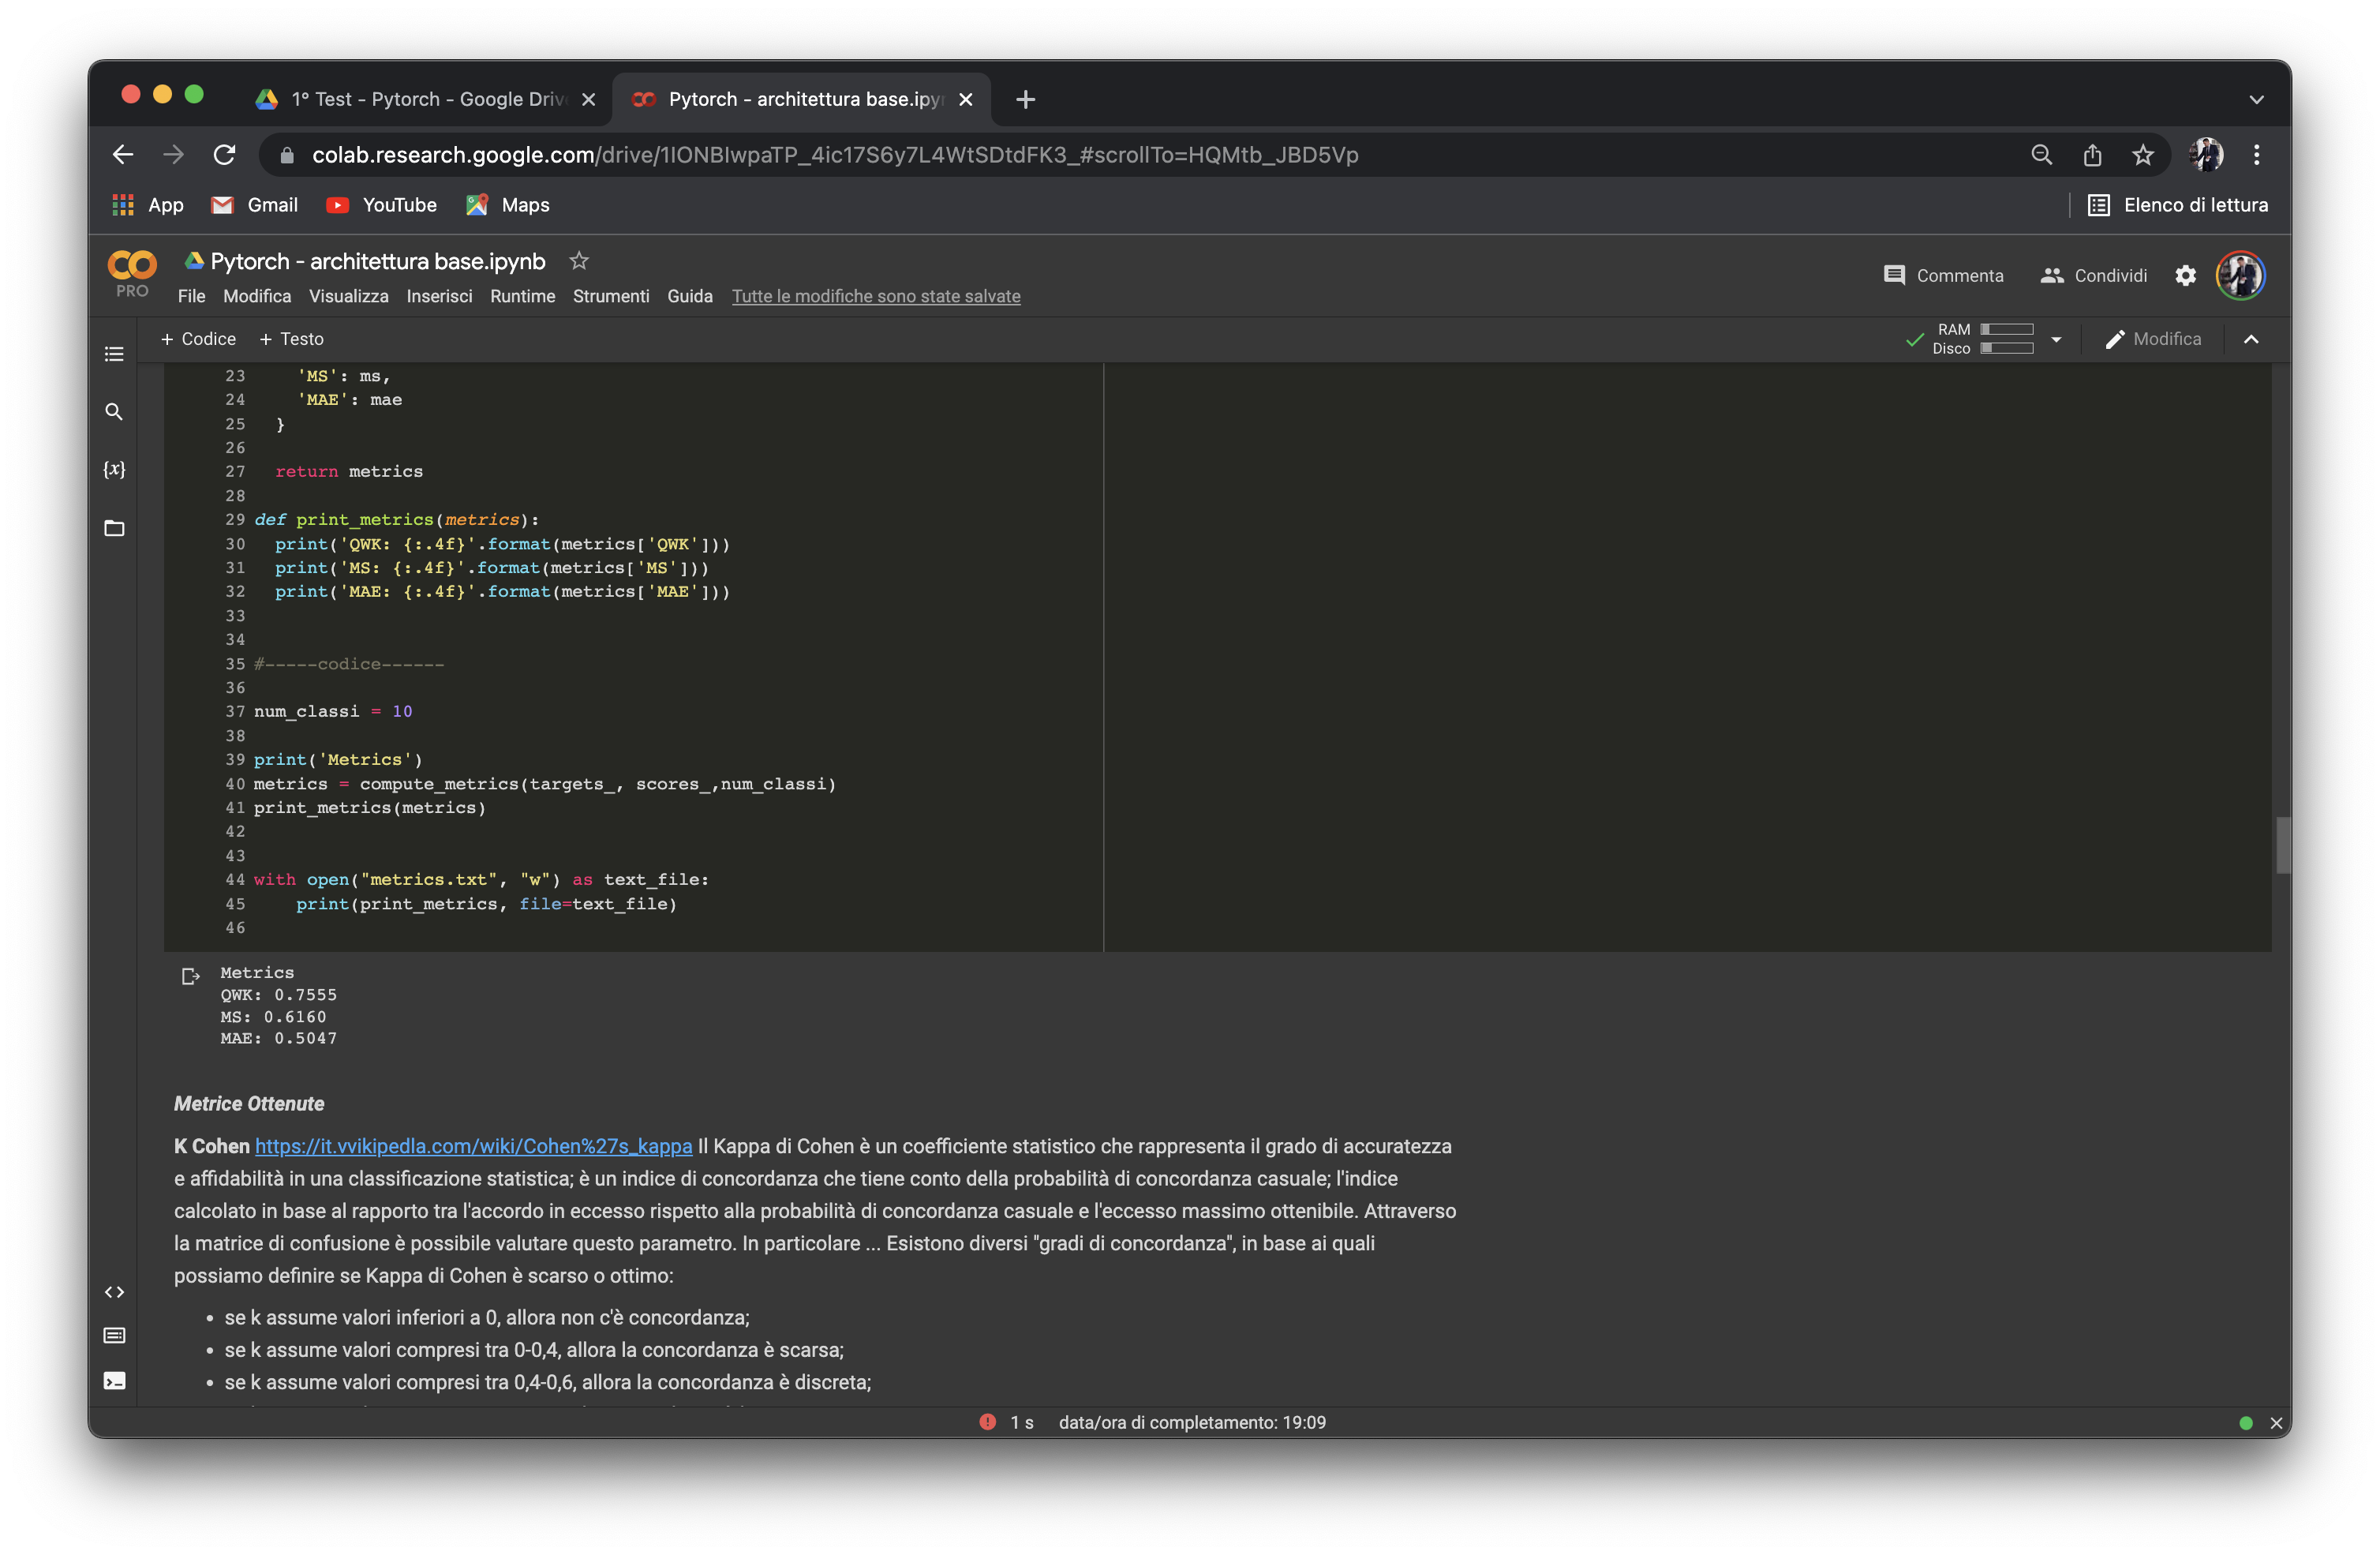 1° Test - Pytorch - Google Driv
Pytorch - architettura base.ipyn
colab.research.google.com/drive/1IONBIwpaTP_4ic17S6y7L4WtSDtdFK3_#scrollTo=HQMtb_JBD5Vp
App Gmail YouTube Maps Elenco di lettura
PRO
Pytorch - architettura base.ipynb
Commenta Condividi
File Modifica Visualizza Inserisci Runtime Strumenti Guida Tutte le modifiche sono state salvate
+ Codice + Testo
RAM
Disco
Modifica
{x}
23 'MS': ms,
24 'MAE': mae
25 }
26
27 return metrics
28
29 def print_metrics(metrics):
30 print('QWK: {:.4f}'.format(metrics['QWK']))
31 print('MS: {:.4f}'.format(metrics['MS']))
32 print('MAE: {:.4f}'.format(metrics['MAE']))
33
34
35 #-----codice------
36
37 num_classi = 10
38
39 print('Metrics')
40 metrics = compute_metrics(targets_, scores_,num_classi)
41 print_metrics(metrics)
42
43
44 with open("metrics.txt", "w") as text_file:
45 print(print_metrics, file=text_file)
46
Metrics
QWK: 0.7555
MS: 0.6160
MAE: 0.5047
Metrice Ottenute
K Cohen https://it.vvikipedla.com/wiki/Cohen%27s_kappa Il Kappa di Cohen è un coefficiente statistico che rappresenta il grado di accuratezza
e affidabilità in una classificazione statistica; è un indice di concordanza che tiene conto della probabilità di concordanza casuale; l'indice
calcolato in base al rapporto tra l'accordo in eccesso rispetto alla probabilità di concordanza casuale e l'eccesso massimo ottenibile. Attraverso
la matrice di confusione è possibile valutare questo parametro. In particolare ... Esistono diversi "gradi di concordanza", in base ai quali
possiamo definire se Kappa di Cohen è scarso o ottimo:
• se k assume valori inferiori a 0, allora non c'è concordanza;
• se k assume valori compresi tra 0-0,4, allora la concordanza è scarsa;
• se k assume valori compresi tra 0,4-0,6, allora la concordanza è discreta;
1 s data/ora di completamento: 19:09